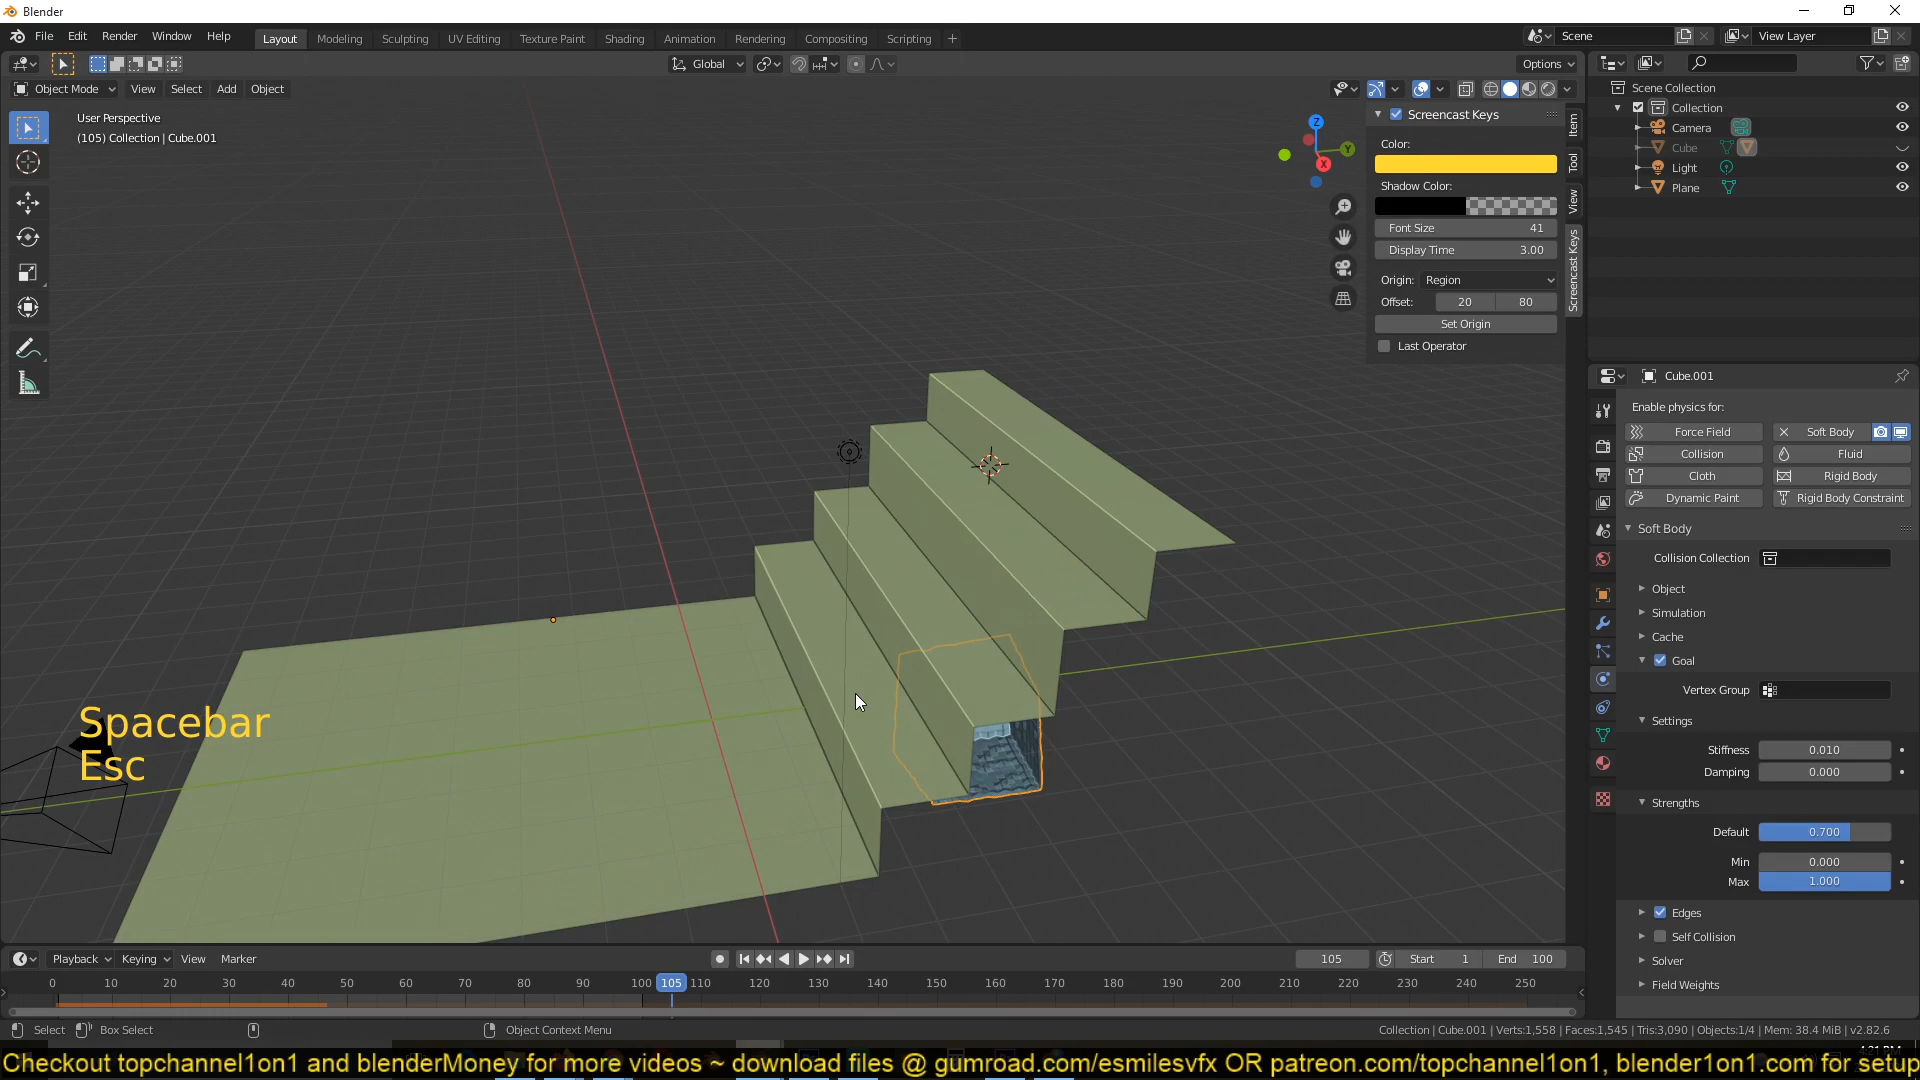 Blender
File Edit Render Window Help Layout Modeling Sculpting UV Editing Texture Paint Shading Animation Rendering Compositing Scripting + Scene View Layer
Global Options
Object Mode View Select Add Object
User Perspective
(105) Collection | Cube.001
Z
Y
X
Screencast Keys
Color:
Shadow Color:
Font Size 41
Display Time 3.00
Origin: Region
Offset: 20 80
Set Origin
Last Operator
Item
Tool
View
Screencast Keys
Scene Collection
Collection
Camera
Cube
Light
Plane
Cube.001
Enable physics for:
Force Field Soft Body
Collision Fluid
Cloth Rigid Body
Dynamic Paint Rigid Body Constraint
Soft Body
Collision Collection
Object
Simulation
Cache
Goal
Vertex Group
Settings
Stiffness 0.010
Damping 0.000
Strengths
Default 0.700
Min 0.000
Max 1.000
Edges
Self Collision
Solver
Field Weights
Spacebar
Esc
Playback Keying View Marker 105 Start 1 End 100
0 10 20 30 40 50 60 70 80 90 100 105 110 120 130 140 150 160 170 180 190 200 210 220 230 240 250
Select Box Select Object Context Menu Collection | Cube.001 | Verts:1,558 | Faces:1,545 | Tris:3,090 | Objects:1/4 | Mem: 38.4 MiB | v2.82.6
Checkout topchannel1on1 and blenderMoney for more videos ~ download files @ gumroad.com/esmilesvfx OR patreon.com/topchannel1on1, blender1on1.com for setup